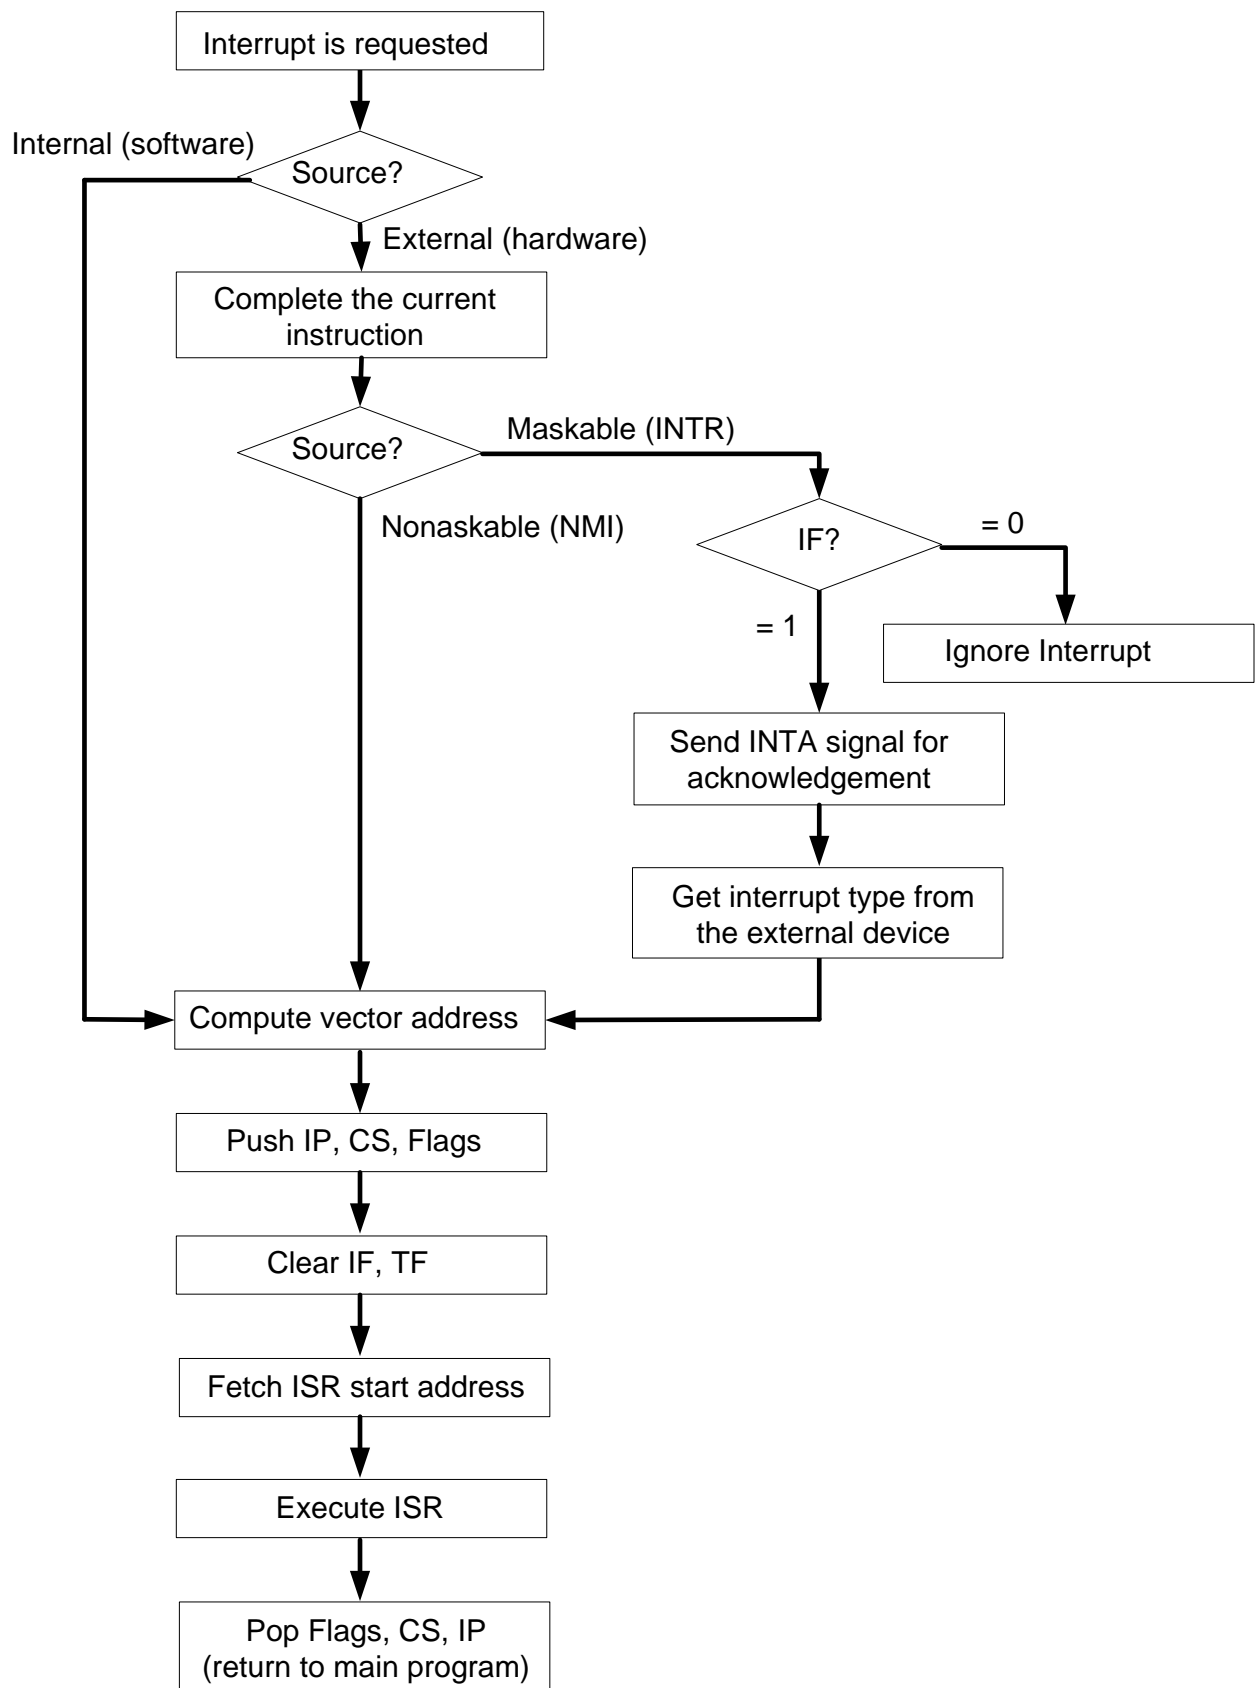 Interrupt is requested
Internal (software)
Source?
External (hardware)
Complete the current
instruction
Maskable (INTR)
Source?
Nonaskable (NMI)
= 0
IF?
= 1
Ignore Interrupt
Send INTA signal for
acknowledgement
Get interrupt type from
the external device
Compute vector address
Push IP, CS, Flags
Clear IF, TF
Fetch ISR start address
Execute ISR
Pop Flags, CS, IP
(return to main program)